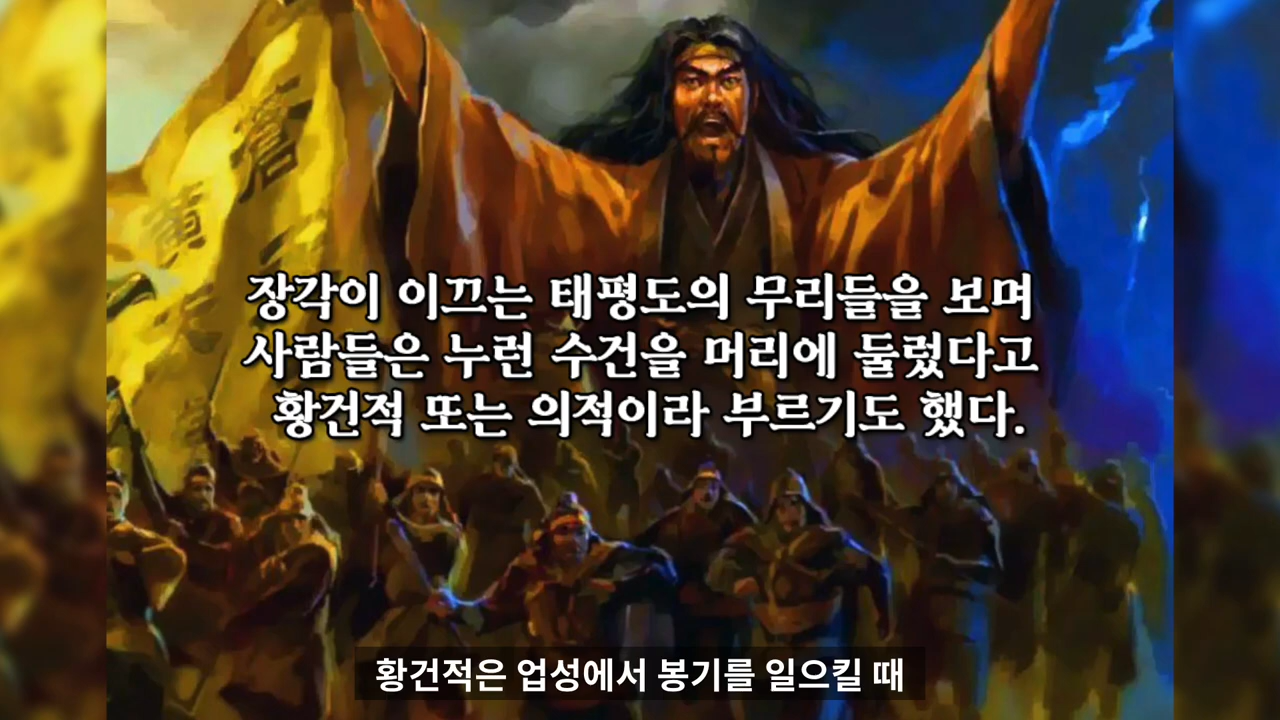 蒼
黃
장각이 이끄는 태평도의 무리들을 보며
사람들은 누런 수건을 머리에 둘렀다고
황건적 또는 의적이라 부르기도 했다.
황건적은 업성에서 봉기를 일으킬 때